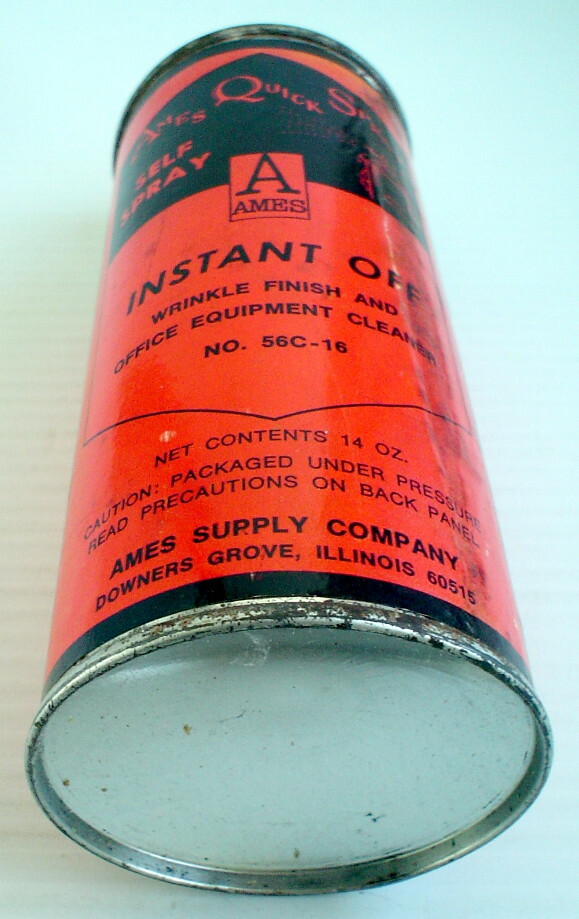 AMES QUICK
SELF
SPRAY
A
AMES
INSTANT OFF
WRINKLE FINISH AND
OFFICE EQUIPMENT CLEANER
NO. 56C-16
NET CONTENTS 14 OZ.
CAUTION: PACKAGED UNDER PRESSURE
READ PRECAUTIONS ON BACK PANEL
AMES SUPPLY COMPANY
DOWNERS GROVE, ILLINOIS 60515